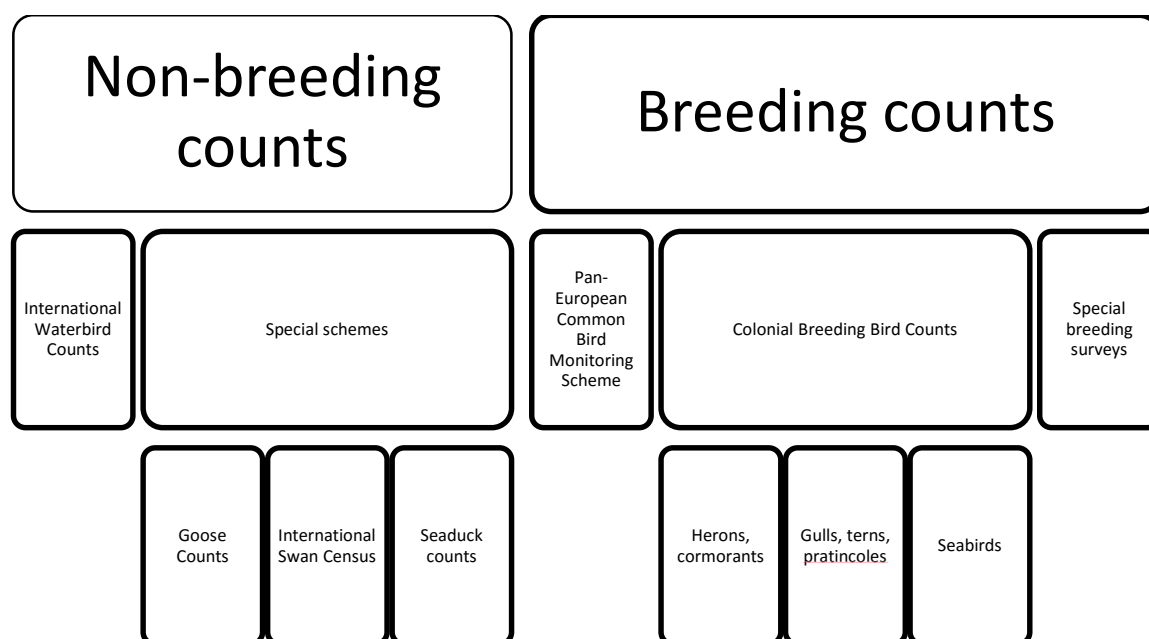 Non-breeding
counts
Breeding counts
International
Waterbird
Counts
Special schemes
Pan-
European
Common
Bird
Monitoring
Scheme
Colonial Breeding Bird Counts
Special
breeding
surveys
Goose
Counts
International
Swan Census
Seaduck
counts
Herons,
cormorants
Gulls, terns,
pratincoles
Seabirds